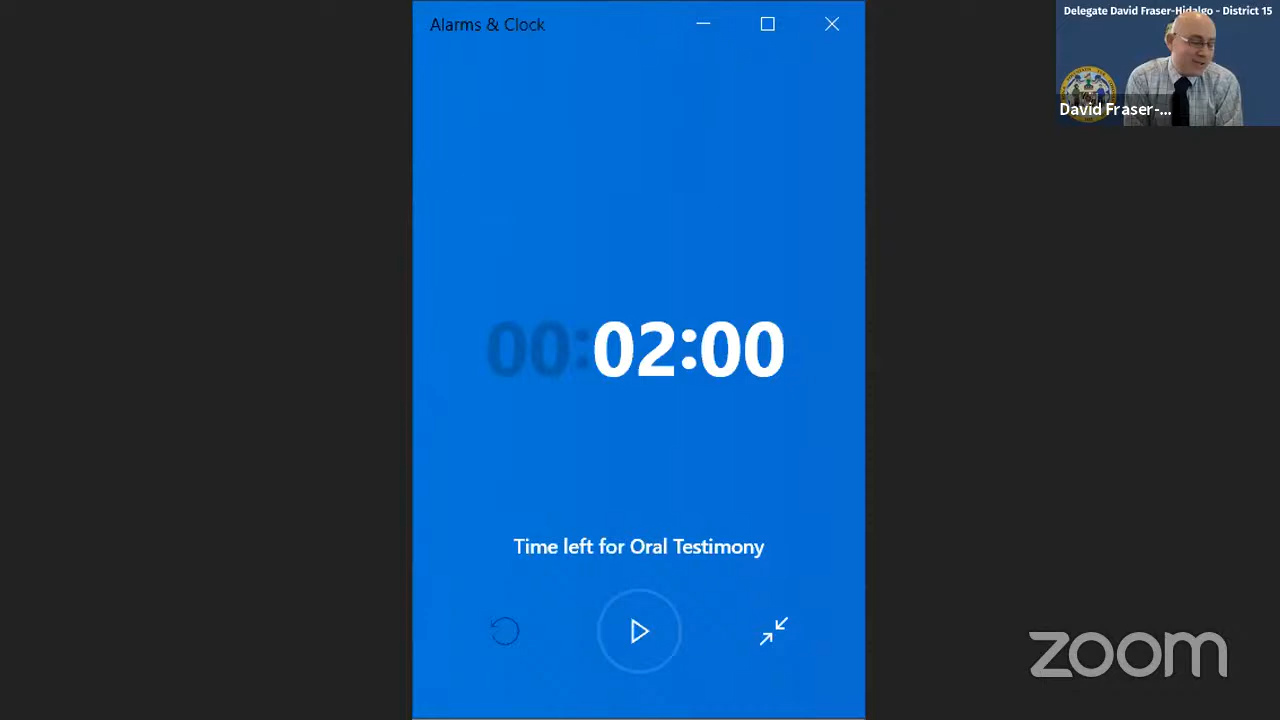 Alarms & Clock
Delegate David Fraser-Hidalgo - District 15
David Fraser-...
00:02:00
Time left for Oral Testimony
zoom